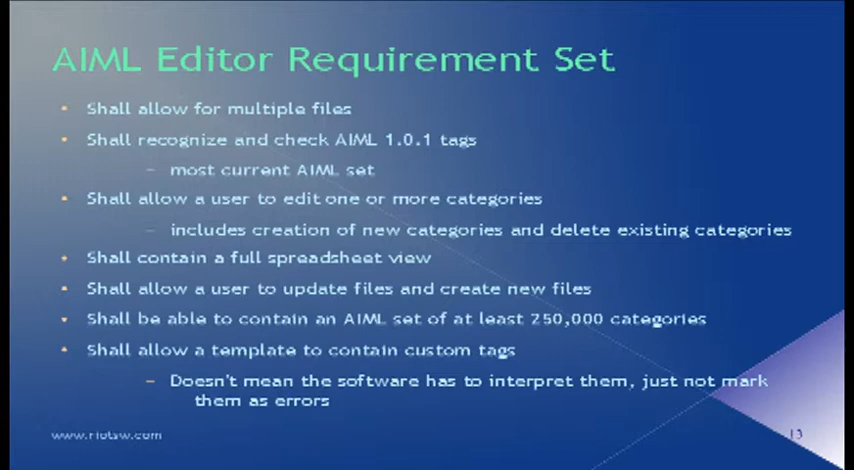 AIML Editor Requirement Set
• Shall allow for multiple files
• Shall recognize and check AIML 1.0.1 tags
– most current AIML set
• Shall allow a user to edit one or more categories
– includes creation of new categories and delete existing categories
• Shall contain a full spreadsheet view
• Shall allow a user to update files and create new files
• Shall be able to contain an AIML set of at least 250,000 categories
• Shall allow a template to contain custom tags
– Doesn't mean the software has to interpret them, just not mark
them as errors
www.riotsw.com
13